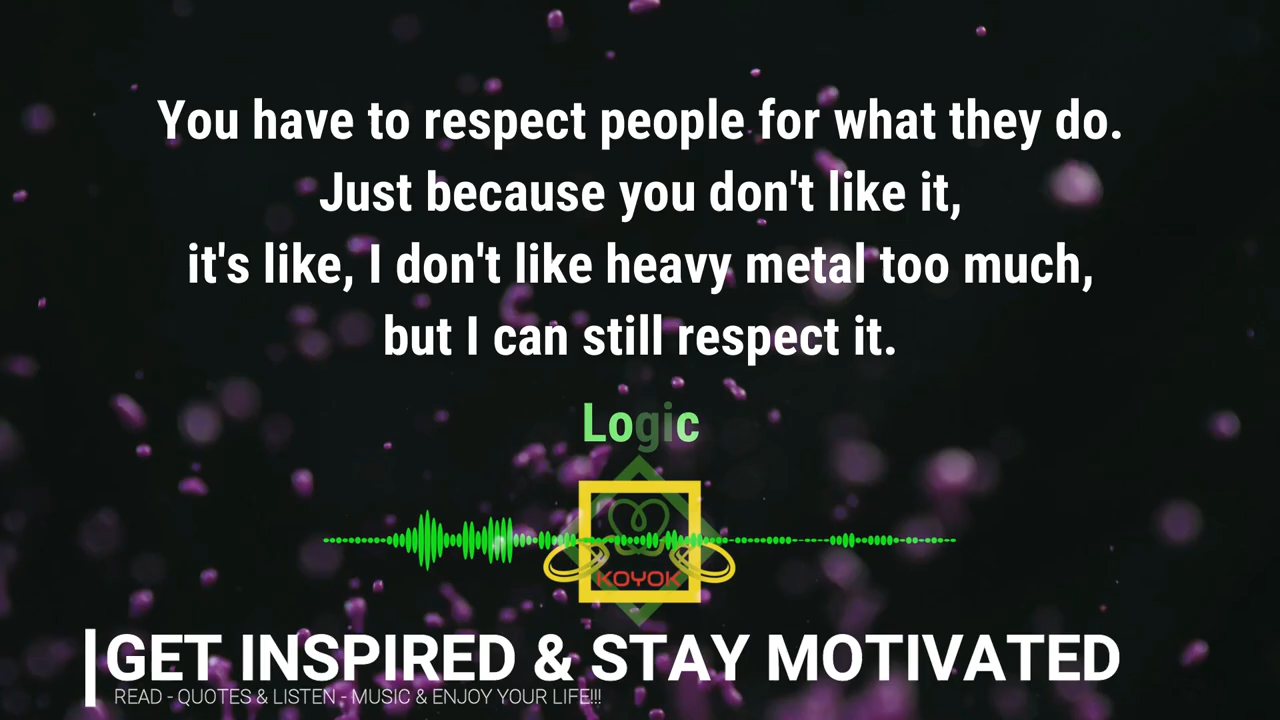 You have to respect people for what they do.
Just because you don't like it,
it's like, I don't like heavy metal too much,
but I can still respect it.
Logic
KOYOK
GET INSPIRED & STAY MOTIVATED
READ - QUOTES & LISTEN - MUSIC & ENJOY YOUR LIFE!!!